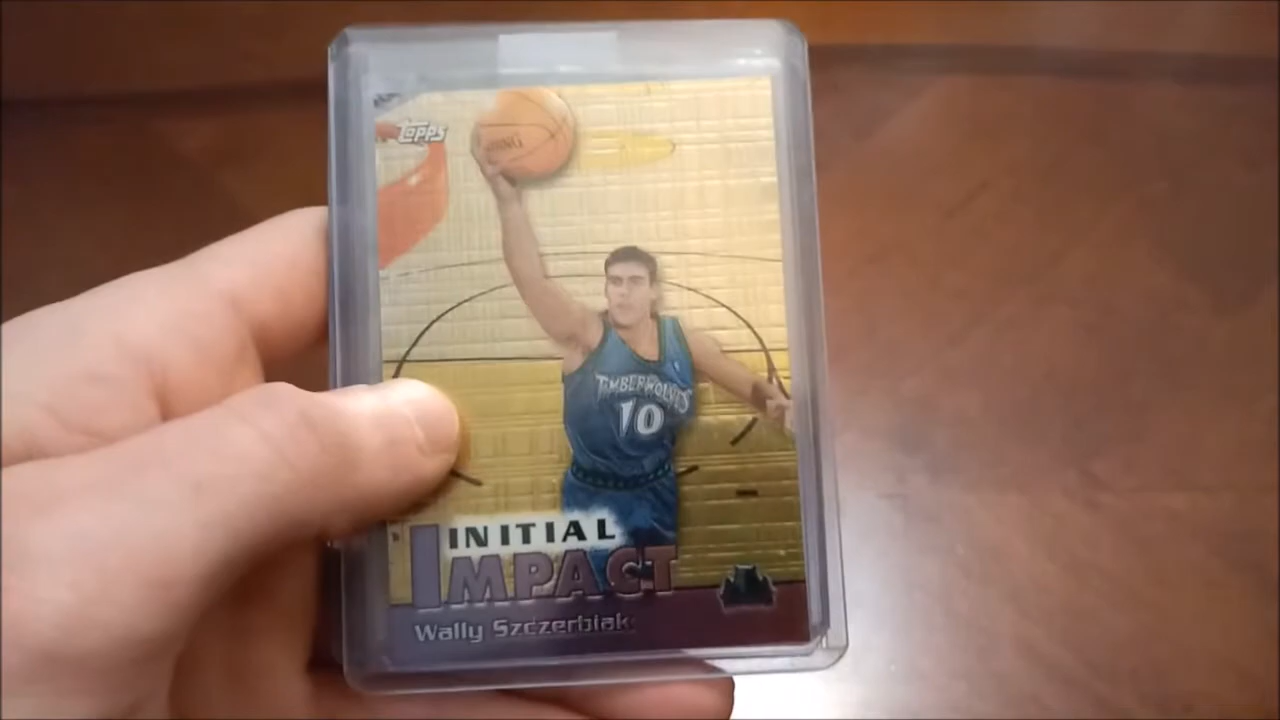 Topps
TIMBERWOLVES
10
INITIAL
IMPACT
Wally Szczerbiak